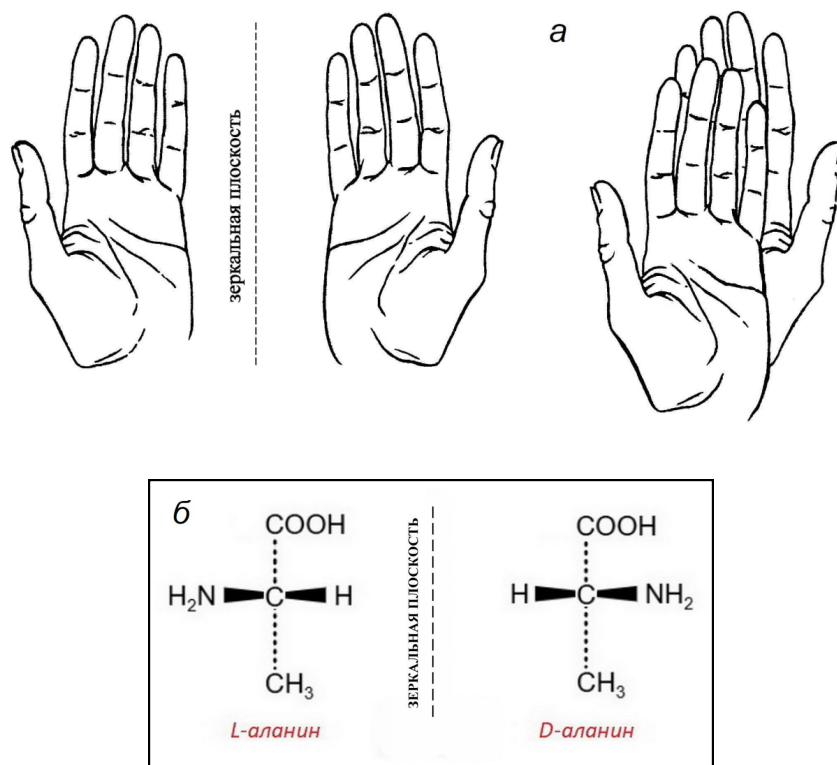 зеркальная плоскость
а
б
COOH
H₂N C H
CH₃
L-аланин
ЗЕРКАЛЬНАЯ ПЛОСКОСТЬ
COOH
H C NH₂
CH₃
D-аланин